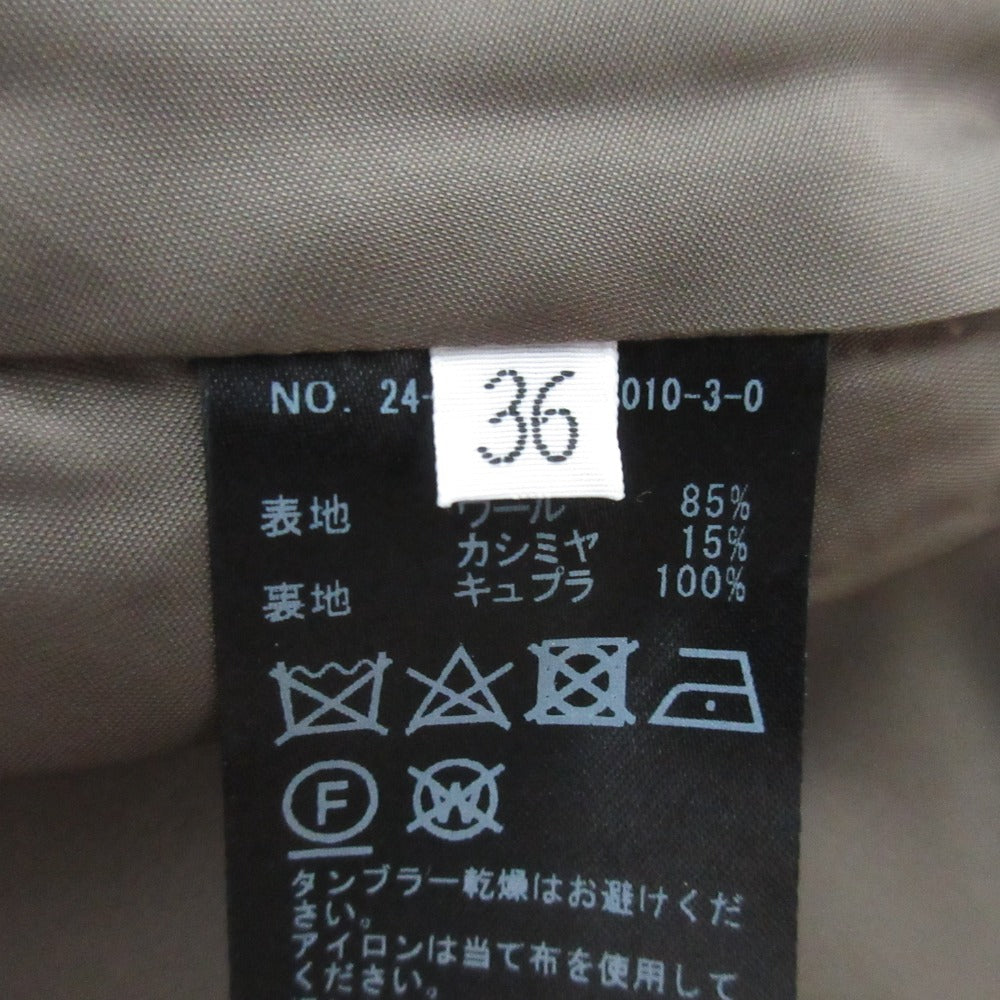 NO. 24- 010-3-0
36
表地 ウール 85%
カシミヤ 15%
裏地 キュプラ 100%
F
W
タンブラー乾燥はお避けくだ
さい。
アイロンは当て布を使用して
ください。